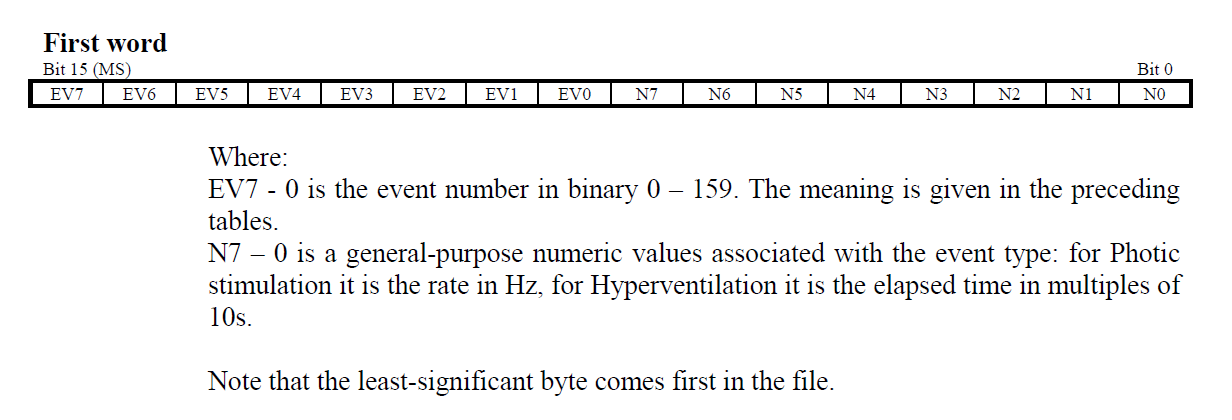 First word
Bit 15 (MS) Bit 0
EV7 EV6 EV5 EV4 EV3 EV2 EV1 EV0 N7 N6 N5 N4 N3 N2 N1 N0
Where:
EV7 - 0 is the event number in binary 0 – 159. The meaning is given in the preceding
tables.
N7 – 0 is a general-purpose numeric values associated with the event type: for Photic
stimulation it is the rate in Hz, for Hyperventilation it is the elapsed time in multiples of
10s.
Note that the least-significant byte comes first in the file.